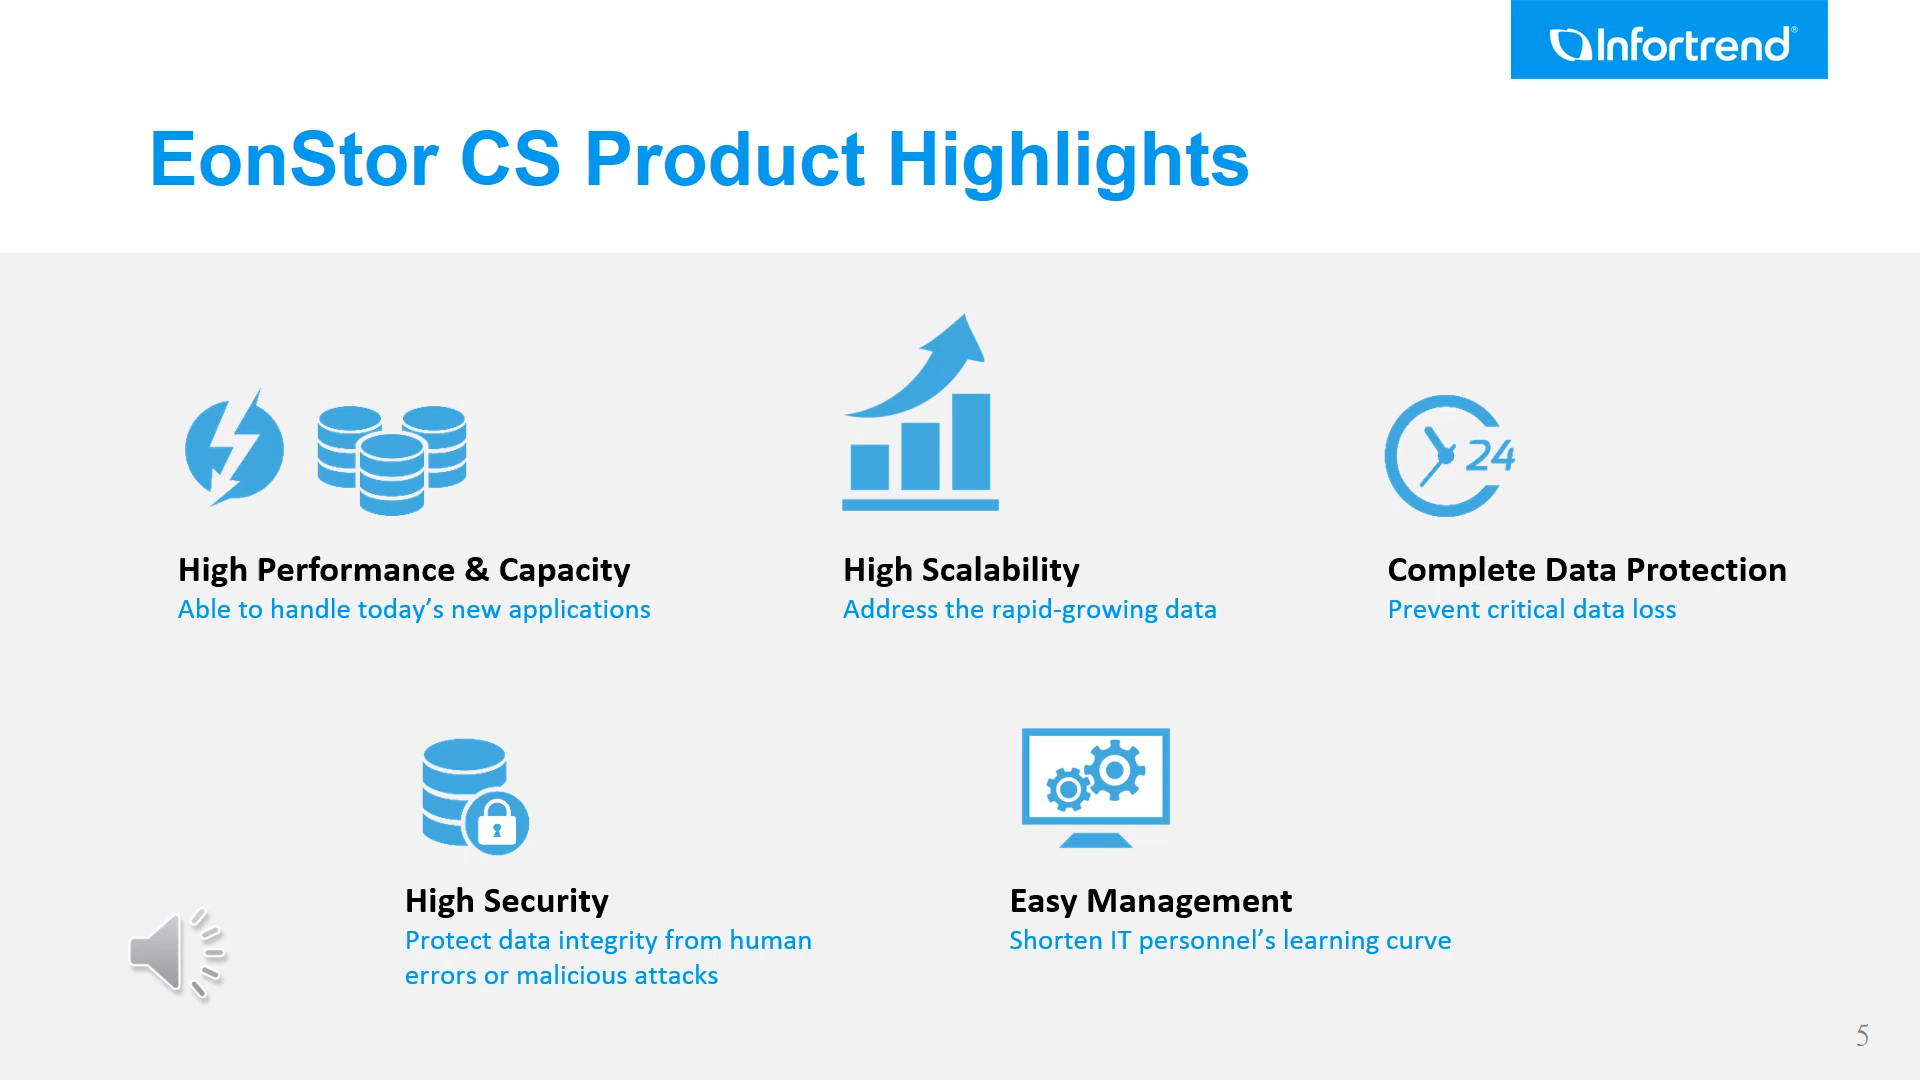 Infortrend®
EonStor CS Product Highlights
24
High Performance & Capacity
Able to handle today’s new applications
High Scalability
Address the rapid-growing data
Complete Data Protection
Prevent critical data loss
High Security
Protect data integrity from human
errors or malicious attacks
Easy Management
Shorten IT personnel’s learning curve
5